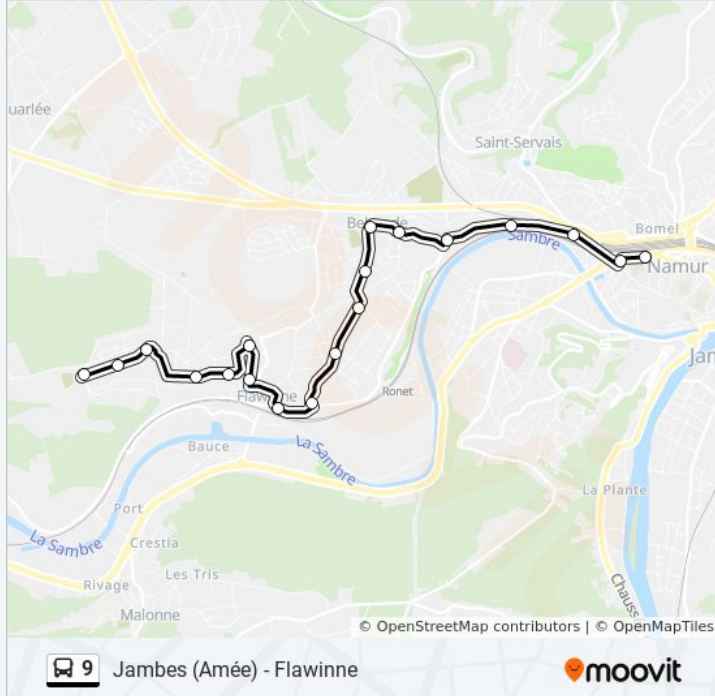 uarlée
Saint-Servais
Bomel
Sambre
Namur
Jam
Ronet
Flawinne
Bauce
La Sambre
La Plante
Port
La Sambre
Crestia
Les Tris
Rivage
Malonne
Chauss
© OpenStreetMap contributors | © OpenMapTiles
9 Jambes (Amée) - Flawinne
moovit